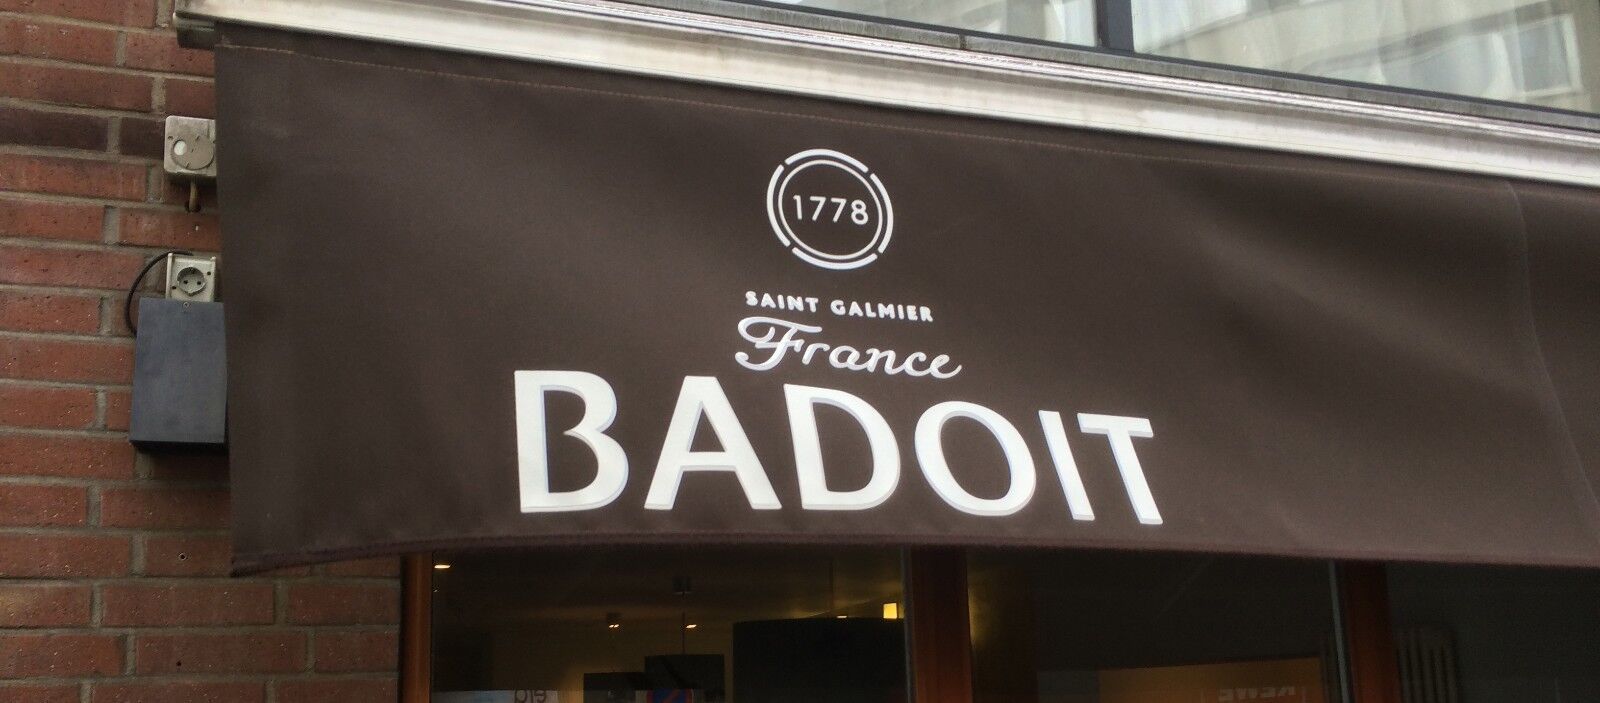 1778
SAINT GALMIER
France
BADOIT